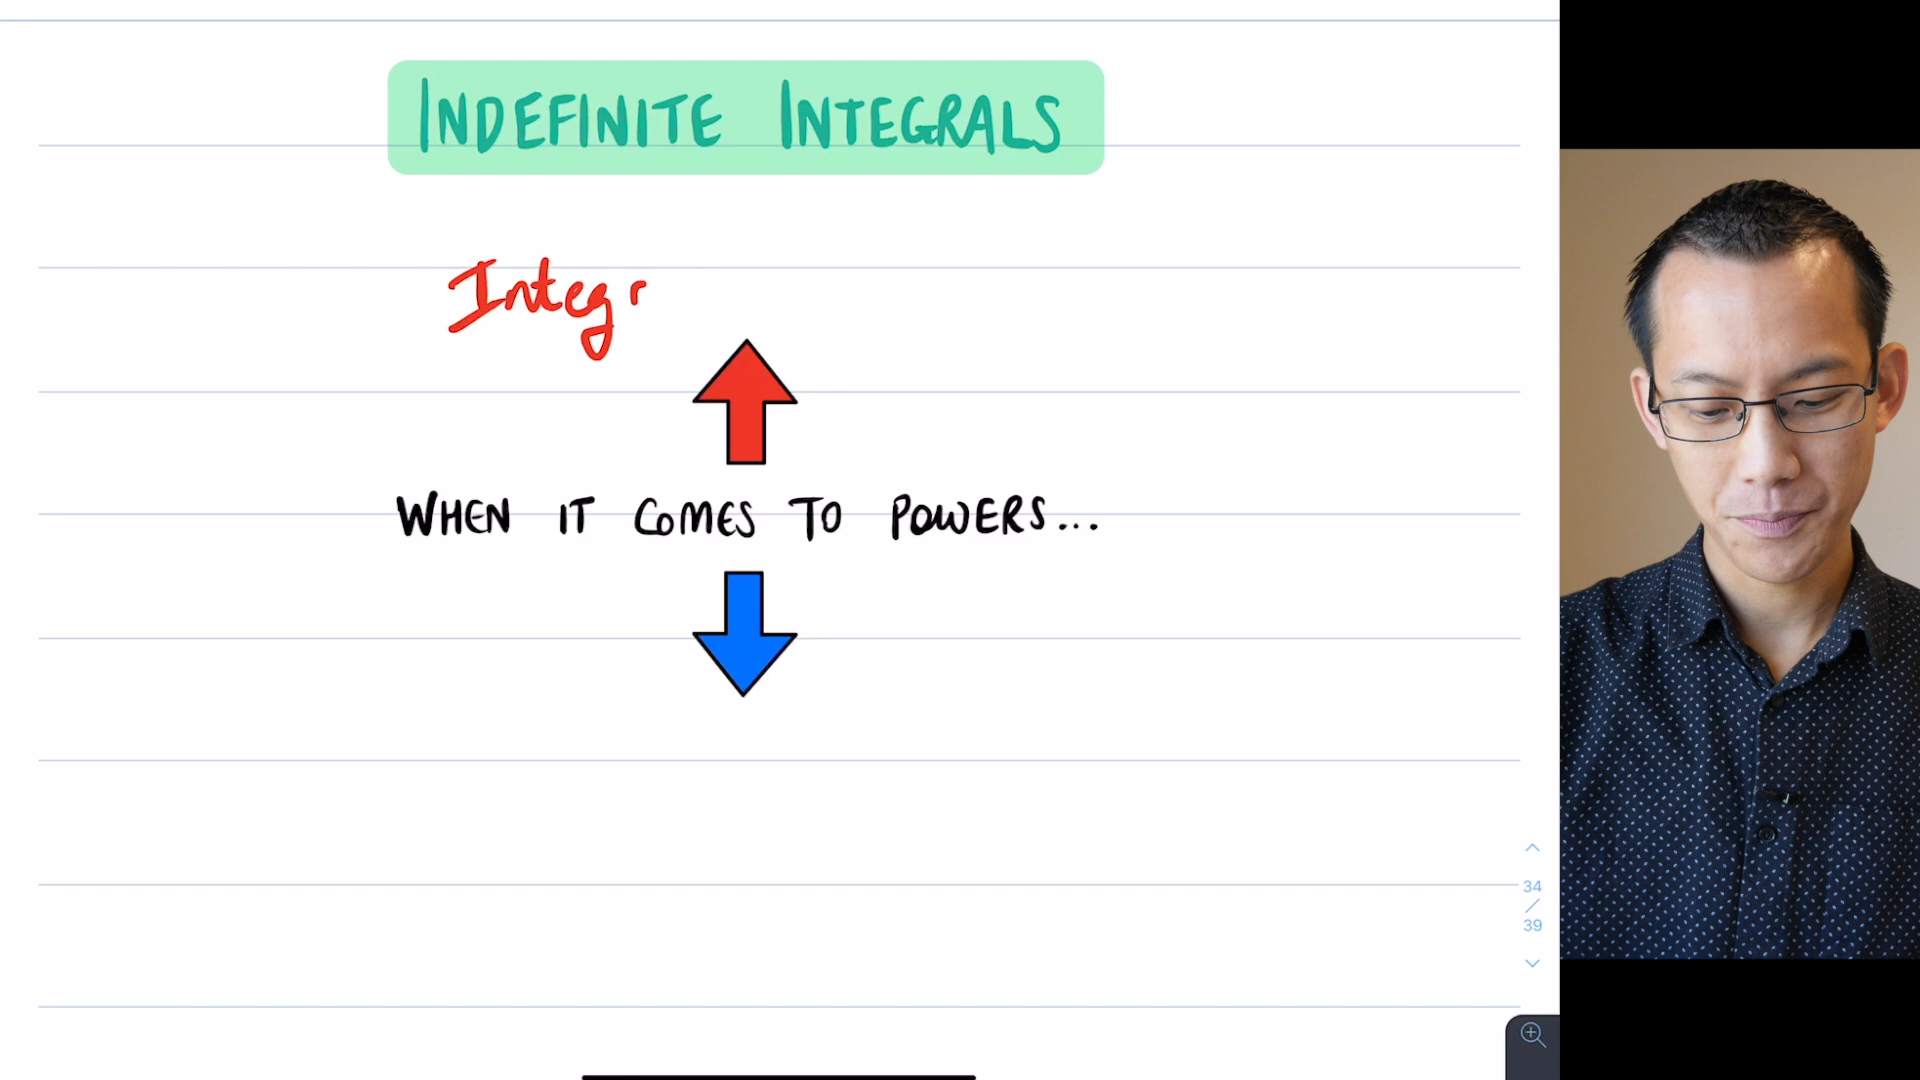 INDEFINITE INTEGRALS
Integr
WHEN IT COMES TO POWERS...
34
/
39